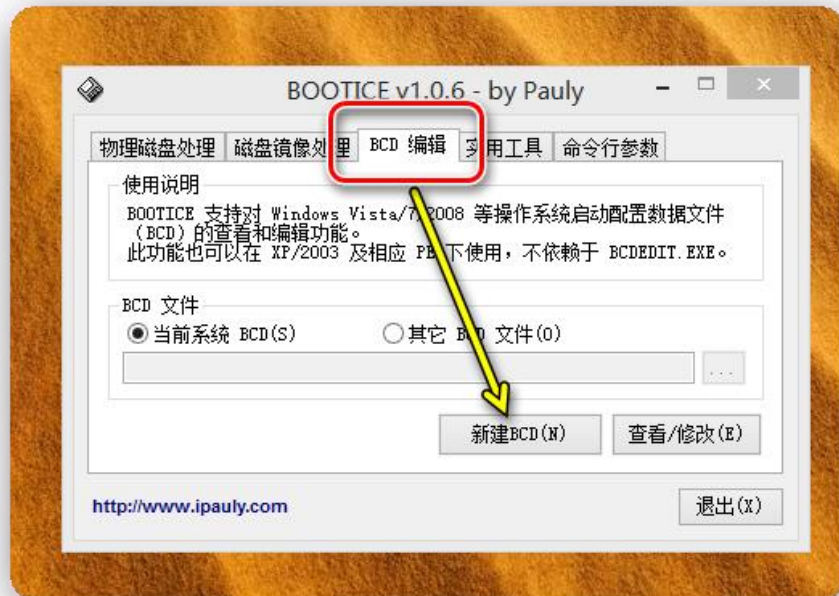 BOOTICE v1.0.6 - by Pauly
物理磁盘处理 磁盘镜像处理 BCD 编辑 实用工具 命令行参数
使用说明
BOOTICE 支持对 Windows Vista/7/2008 等操作系统启动配置数据文件
(BCD) 的查看和编辑功能。
此功能也可以在 XP/2003 及相应 PE 下使用，不依赖于 BCDEDIT.EXE。
BCD 文件
当前系统 BCD(S) 其它 BCD 文件(O)
...
新建BCD(N) 查看/修改(E)
http://www.ipauly.com 退出(X)